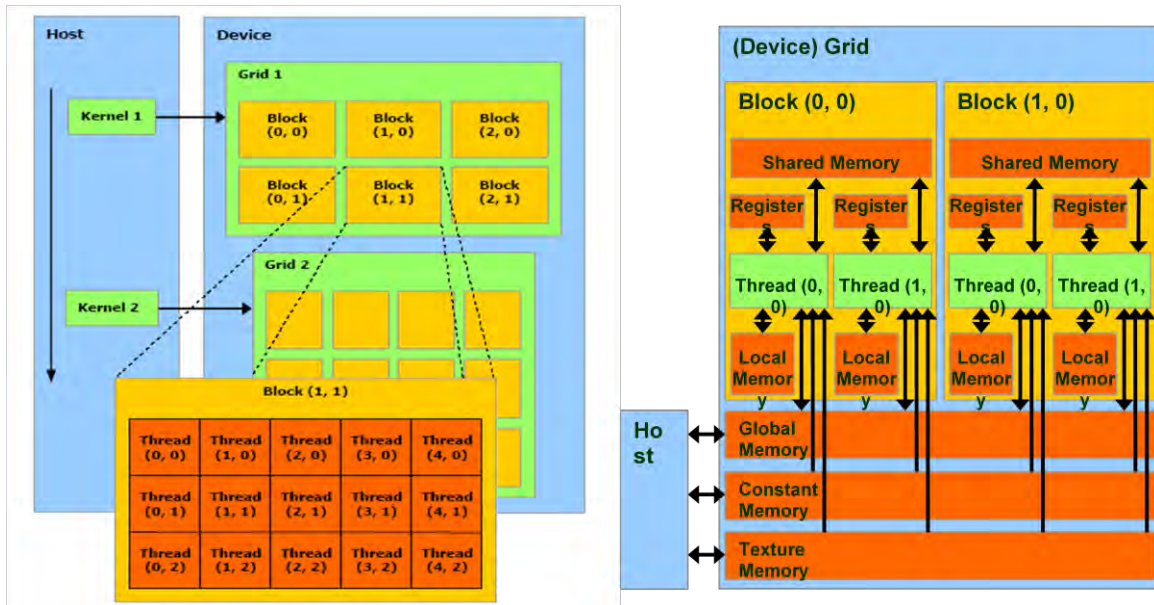 Host
Device
Grid 1
Kernel 1
Block
(0, 0)
Block
(1, 0)
Block
(2, 0)
Block
(0, 1)
Block
(1, 1)
Block
(2, 1)
Grid 2
Kernel 2
Block (1, 1)
Thread
(0, 0)
Thread
(1, 0)
Thread
(2, 0)
Thread
(3, 0)
Thread
(4, 0)
Thread
(0, 1)
Thread
(1, 1)
Thread
(2, 1)
Thread
(3, 1)
Thread
(4, 1)
Thread
(0, 2)
Thread
(1, 2)
Thread
(2, 2)
Thread
(3, 2)
Thread
(4, 2)
(Device) Grid
Block (0, 0)
Shared Memory
Register
s
Register
s
Thread (0,
0)
Thread (1,
0)
Local
Memor
y
Local
Memor
y
Block (1, 0)
Shared Memory
Register
s
Register
s
Thread (0,
0)
Thread (1,
0)
Local
Memor
y
Local
Memor
y
Ho
st
Global
Memory
Constant
Memory
Texture
Memory